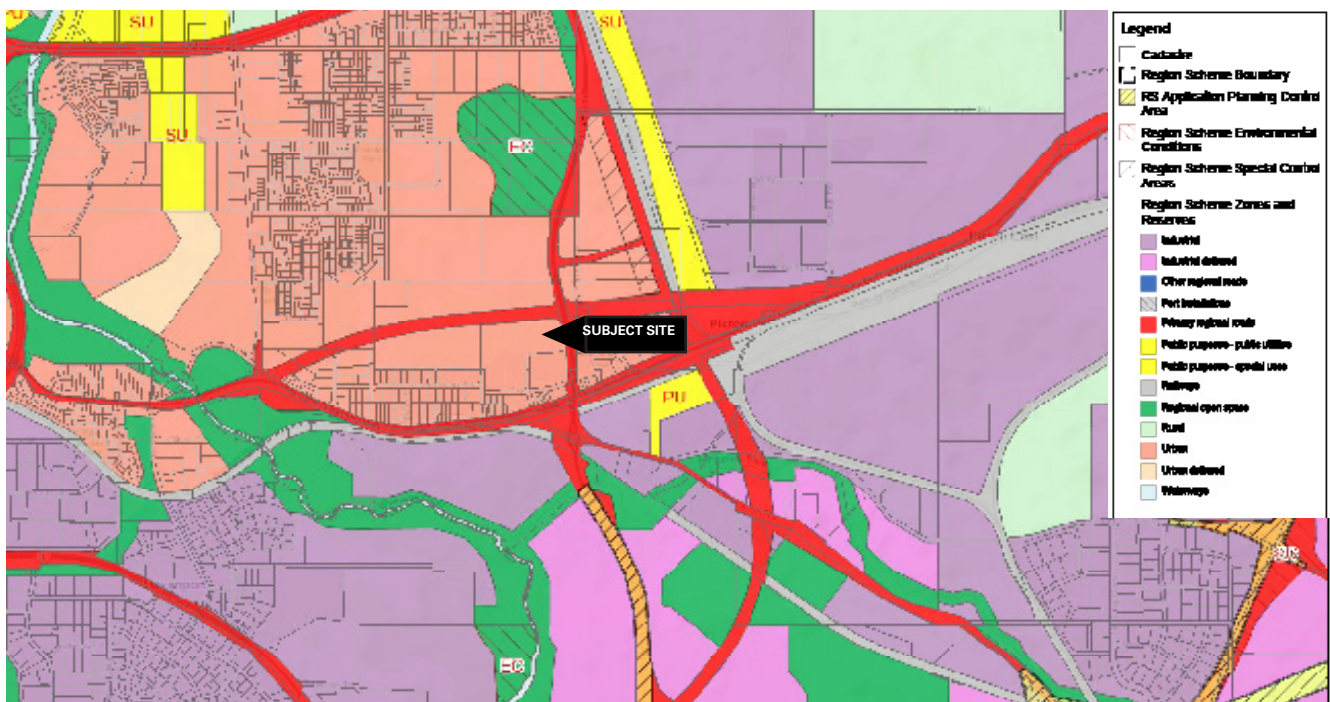 SU
SU
SU
EC
SUBJECT SITE
Picton
PU
EC
Legend
Cadastre
Region Scheme Boundary
RS Application Planning Control
Area
Region Scheme Environmental
Conditions
Region Scheme Special Control
Areas
Region Scheme Zones and
Reserves
Industrial
Industrial deferred
Other regional roads
Port installations
Primary regional roads
Public purposes - public utilities
Public purposes - special uses
Railways
Regional open space
Rural
Urban
Urban deferred
Waterways